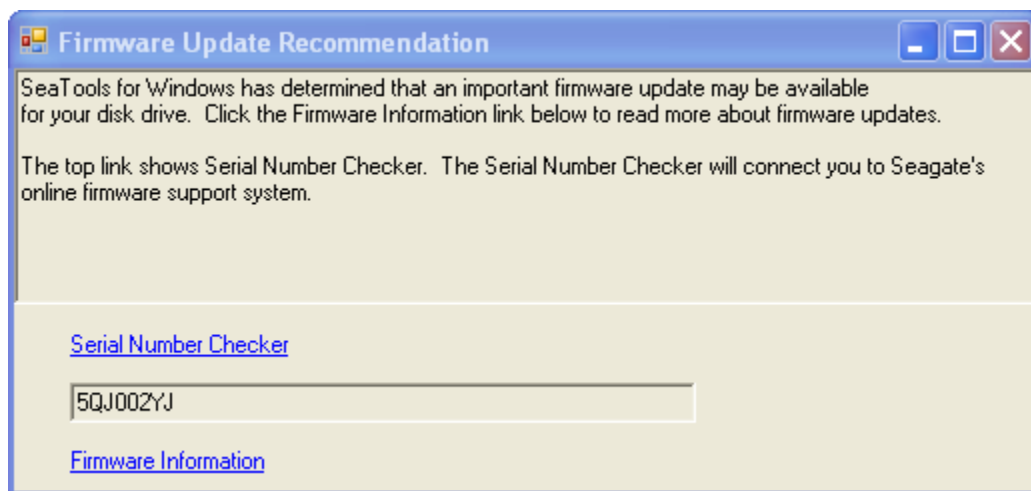 Firmware Update Recommendation
SeaTools for Windows has determined that an important firmware update may be available
for your disk drive.  Click the Firmware Information link below to read more about firmware updates.
The top link shows Serial Number Checker.  The Serial Number Checker will connect you to Seagate's
online firmware support system.
Serial Number Checker
5QJ002YJ
Firmware Information